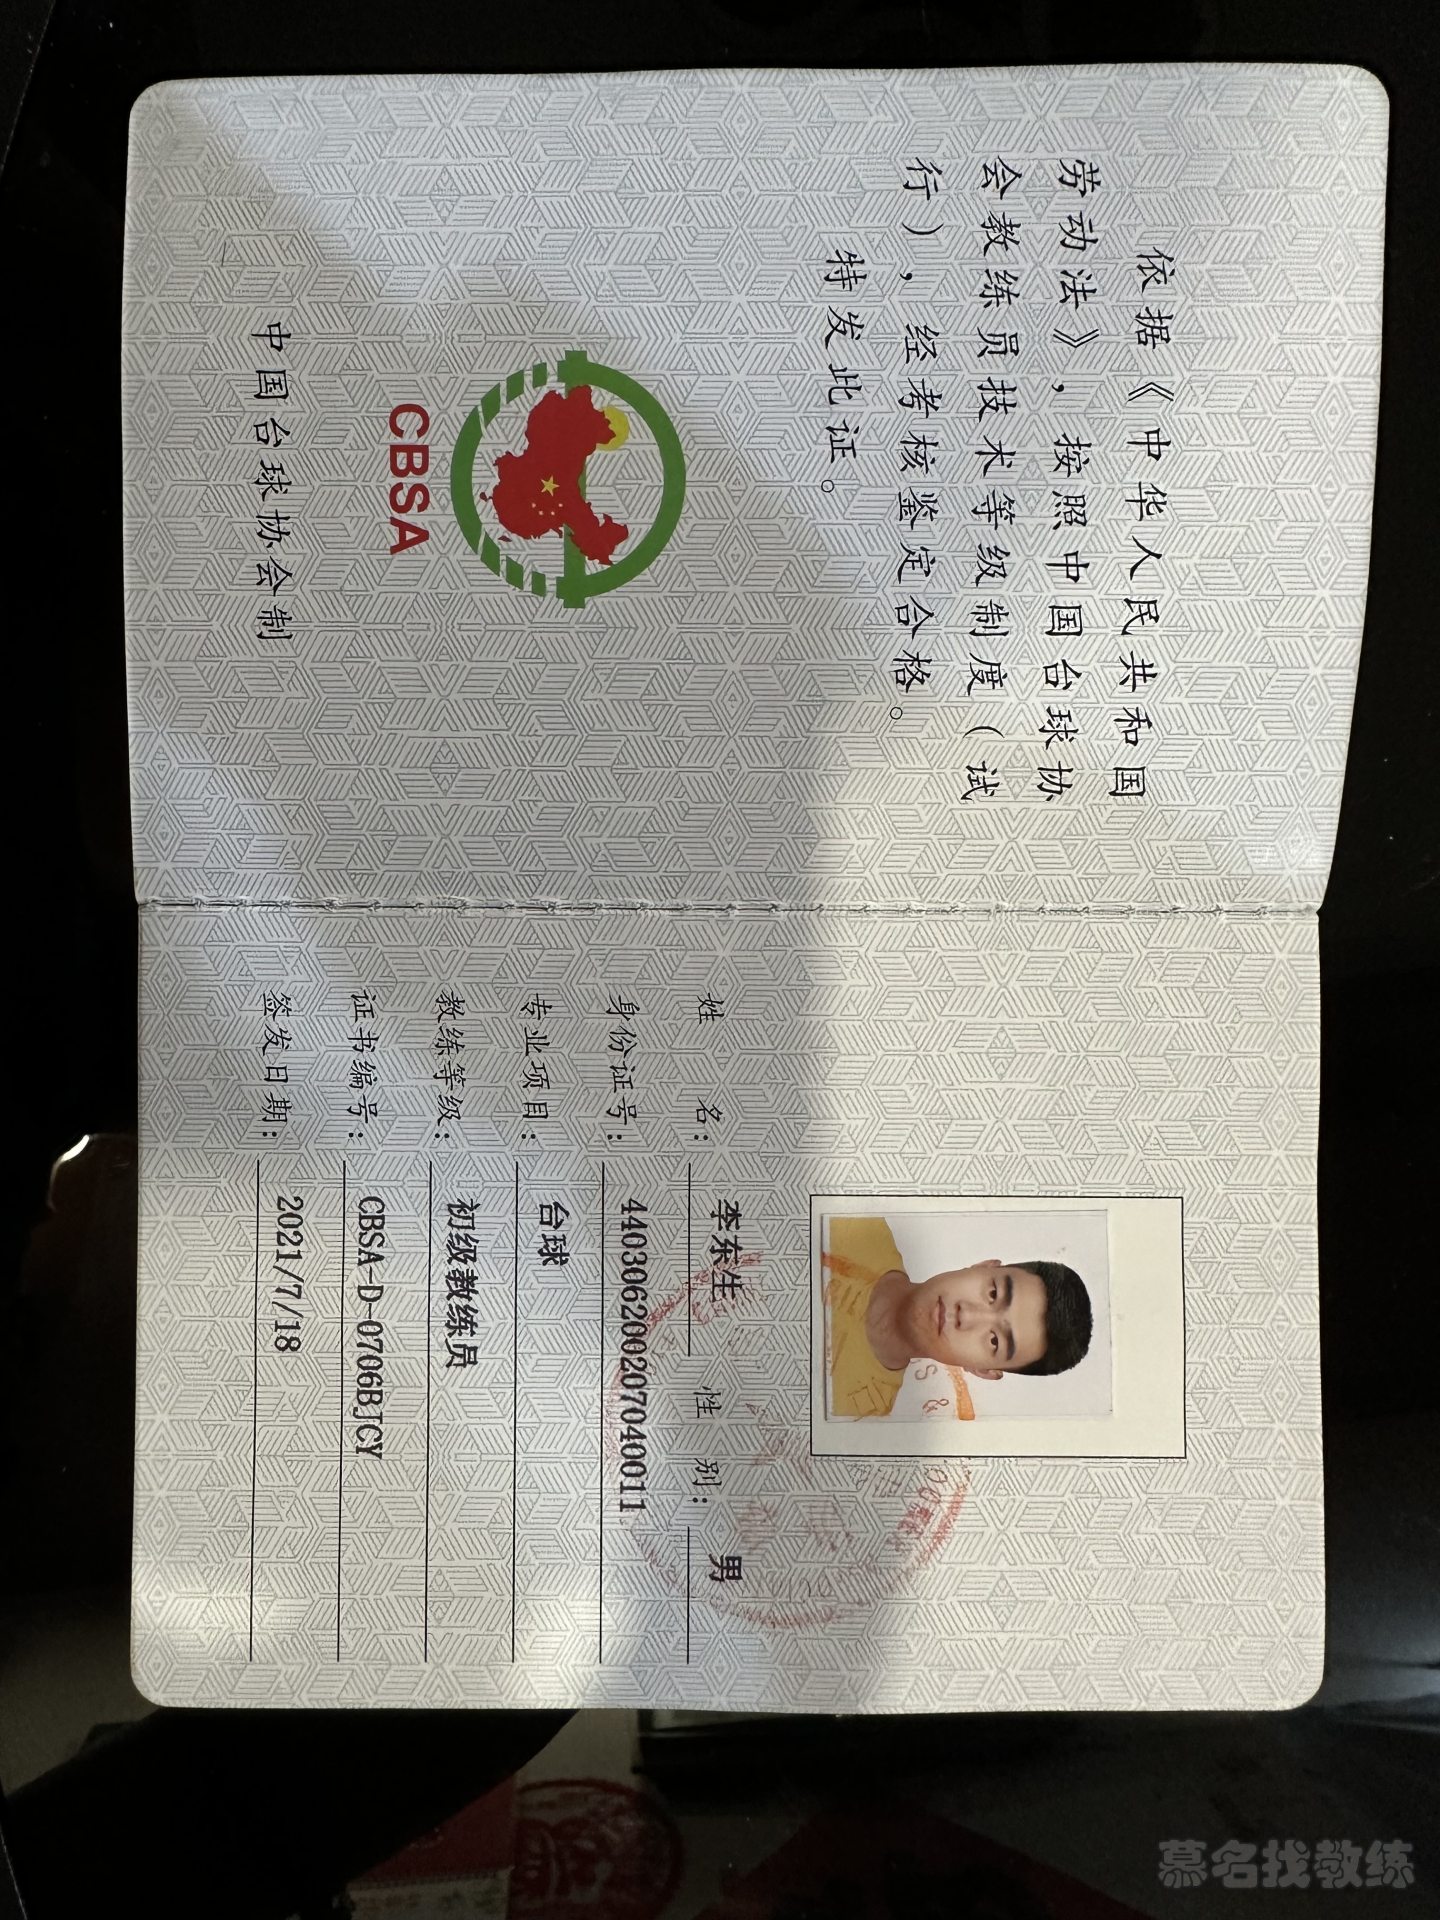 依据《中华人民共和国
劳动法》，按照中国台球协
会教练员技术等级制度（试
行），经考核鉴定合格。
特发此证。
CBSA
中国台球协会制
姓 名： 李东生 性 别： 男
身份证号： 440306200207040011
专业项目： 台球
教练等级： 初级教练员
证书编号： CBSA-D-0706BJCY
签发日期： 2021/7/18
慕名找教练